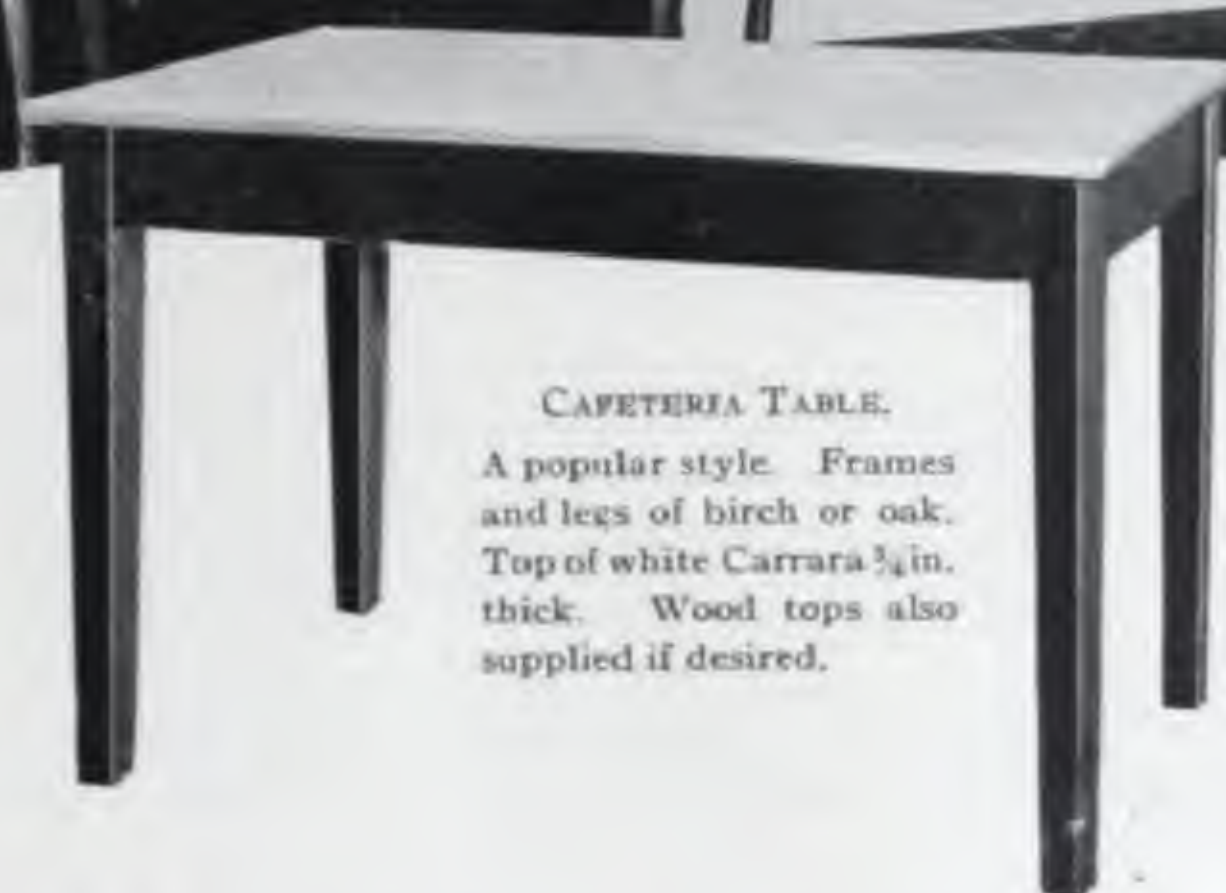 CAFETERIA TABLE.
A popular style. Frames
and legs of birch or oak.
Top of white Carrara ¾ in.
thick. Wood tops also
supplied if desired.